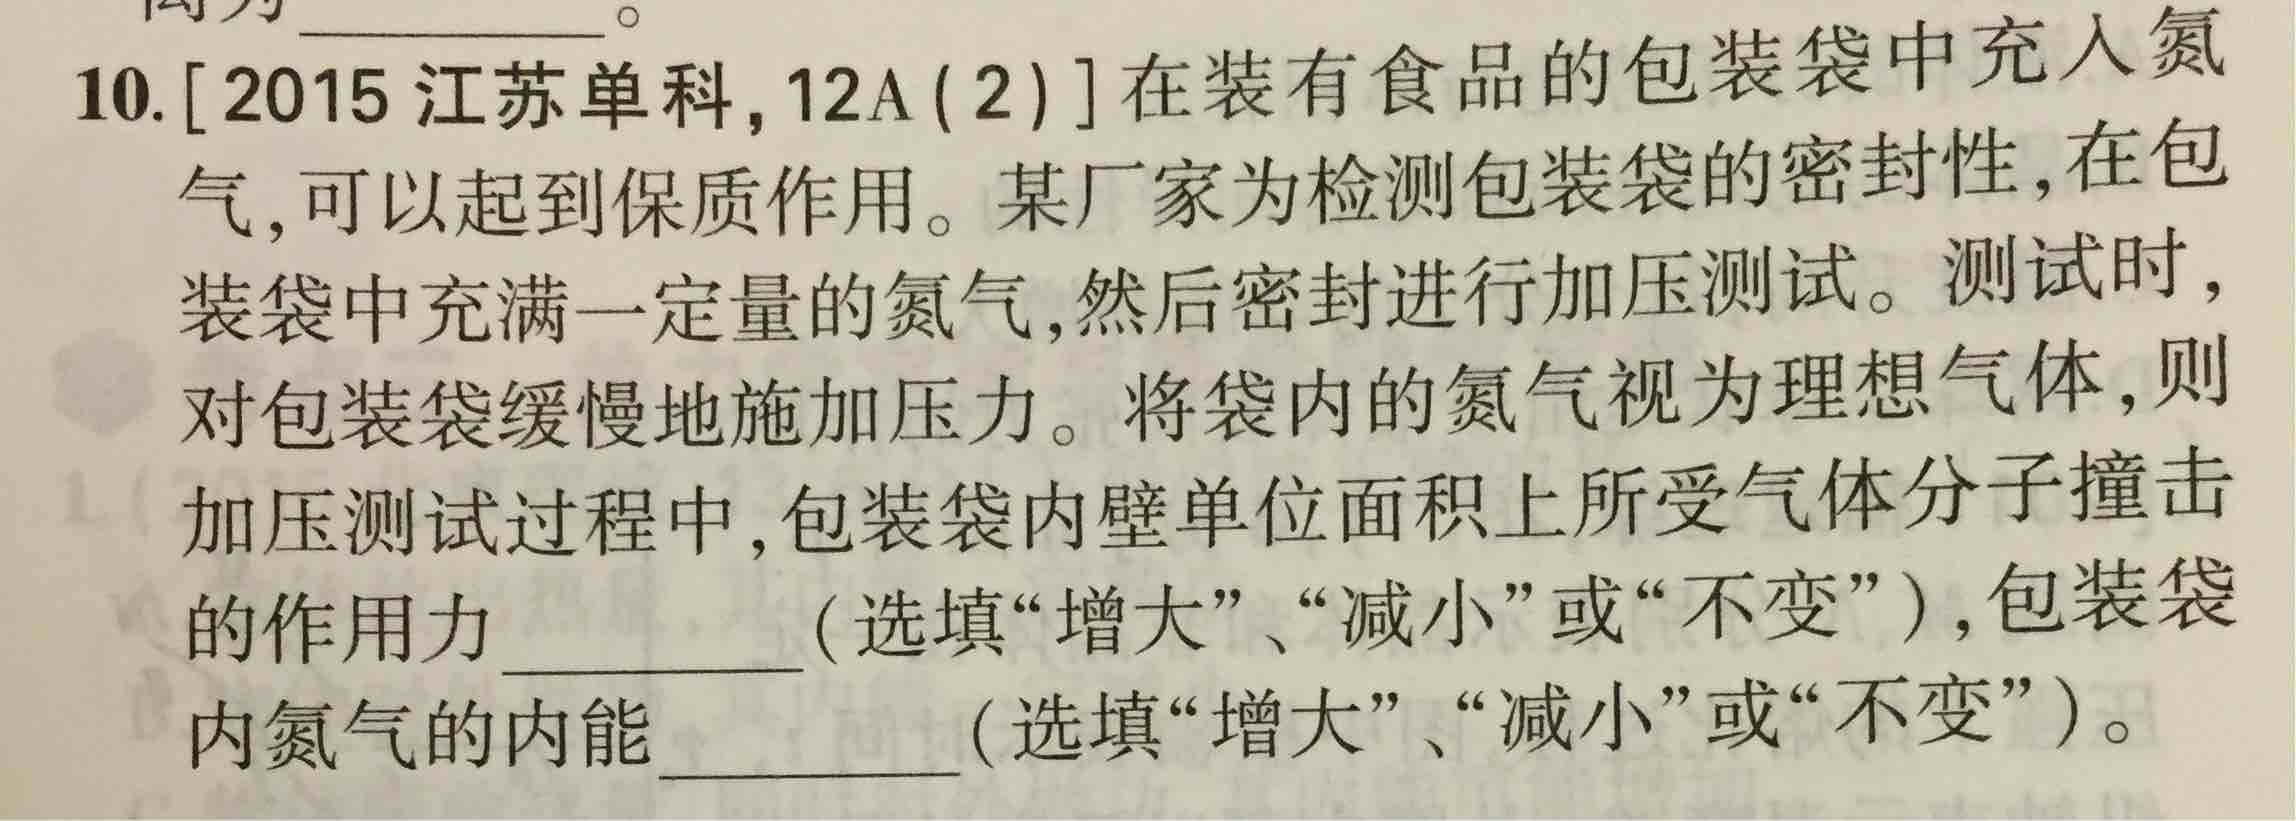 为________。
10.[2015江苏单科,12A(2)]在装有食品的包装袋中充入氮
气,可以起到保质作用。某厂家为检测包装袋的密封性,在包
装袋中充满一定量的氮气,然后密封进行加压测试。测试时,
对包装袋缓慢地施加压力。将袋内的氮气视为理想气体,则
加压测试过程中,包装袋内壁单位面积上所受气体分子撞击
的作用力________(选填“增大”、“减小”或“不变”),包装袋
内氮气的内能________(选填“增大”、“减小”或“不变”)。